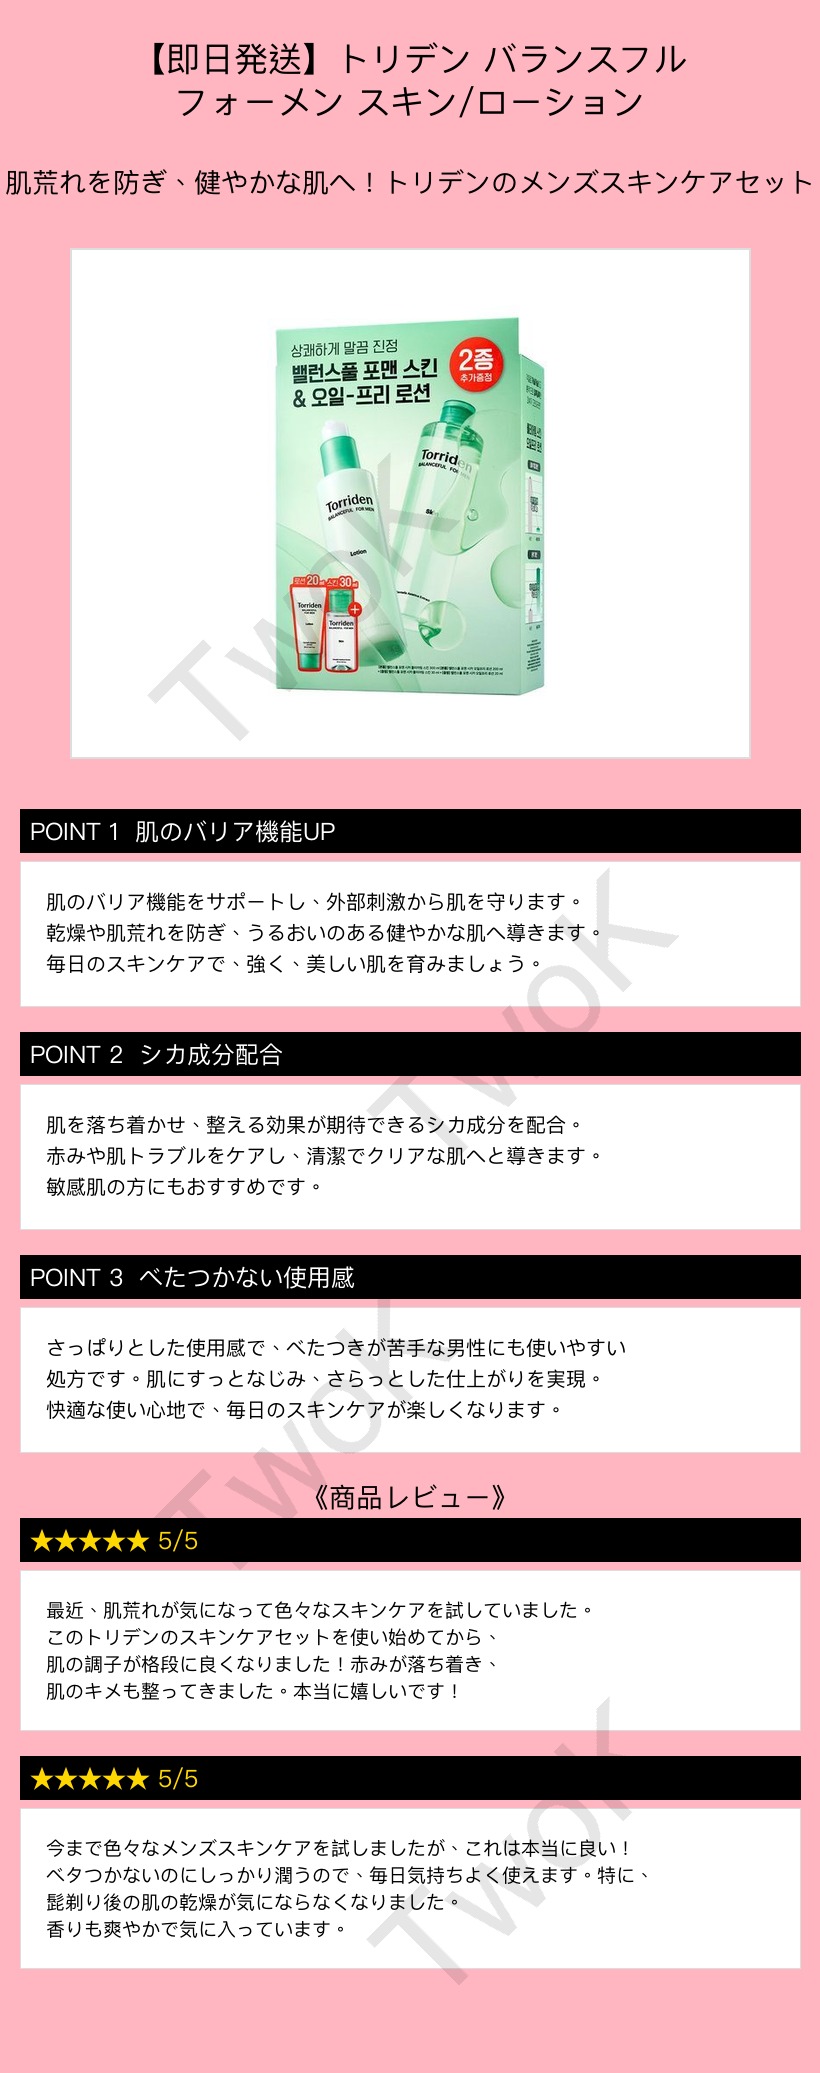 【即日発送】トリデン バランスフル
フォーメン スキン/ローション
肌荒れを防ぎ、健やかな肌へ！トリデンのメンズスキンケアセット
상쾌하게 말끔 진정
밸런스풀 포맨 스킨
& 오일-프리 로션
2종
추가증정
Torriden
BALANCEFUL FOR MEN
Skin
Torriden
BALANCEFUL FOR MEN
Lotion
로션 20ml 스킨 30ml
Torriden
Lotion
+
Torriden
Skin
TwoK
POINT 1 肌のバリア機能UP
肌のバリア機能をサポートし、外部刺激から肌を守ります。
乾燥や肌荒れを防ぎ、うるおいのある健やかな肌へ導きます。
毎日のスキンケアで、強く、美しい肌を育みましょう。
TwoK
POINT 2 シカ成分配合
肌を落ち着かせ、整える効果が期待できるシカ成分を配合。
赤みや肌トラブルをケアし、清潔でクリアな肌へと導きます。
敏感肌の方にもおすすめです。
POINT 3 べたつかない使用感
さっぱりとした使用感で、べたつきが苦手な男性にも使いやすい
処方です。肌にすっとなじみ、さらっとした仕上がりを実現。
快適な使い心地で、毎日のスキンケアが楽しくなります。
TwoK
《商品レビュー》
★★★★★ 5/5
最近、肌荒れが気になって色々なスキンケアを試していました。
このトリデンのスキンケアセットを使い始めてから、
肌の調子が格段に良くなりました！赤みが落ち着き、
肌のキメも整ってきました。本当に嬉しいです！
★★★★★ 5/5
今まで色々なメンズスキンケアを試しましたが、これは本当に良い！
ベタつかないのにしっかり潤うので、毎日気持ちよく使えます。特に、
髭剃り後の肌の乾燥が気にならなくなりました。
香りも爽やかで気に入っています。
TwoK